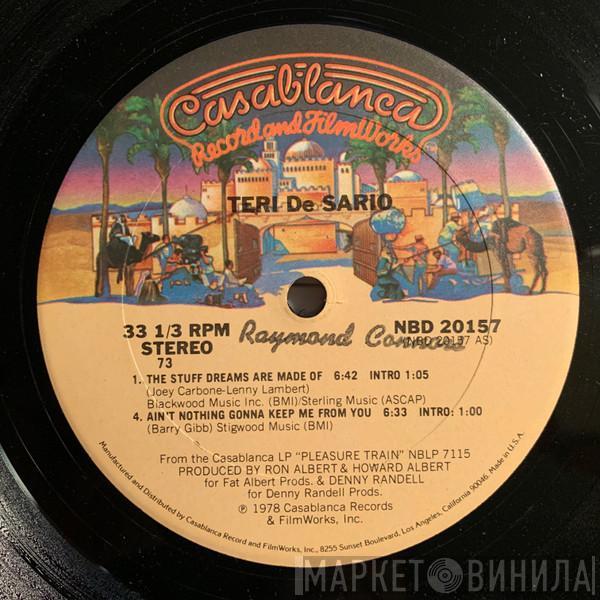 Casablanca
Record and FilmWorks
TERI De SARIO
33 1/3 RPM
STEREO
73
Raymond
NBD 20157
(NBD 20157 AS)
1. THE STUFF DREAMS ARE MADE OF 6:42 INTRO 1:05
(Joey Carbone-Lenny Lambert)
Blackwood Music Inc. (BMI)/Sterling Music (ASCAP)
4. AIN'T NOTHING GONNA KEEP ME FROM YOU 6:33 INTRO: 1:00
(Barry Gibb) Stigwood Music (BMI)
From the Casablanca LP "PLEASURE TRAIN" NBLP 7115
PRODUCED BY RON ALBERT & HOWARD ALBERT
for Fat Albert Prods. & DENNY RANDELL
for Denny Randell Prods.
℗ 1978 Casablanca Records
& FilmWorks, Inc.
Manufactured and Distributed by Casablanca Record and FilmWorks, Inc., 8255 Sunset Boulevard, Los Angeles, California 90046. Made in U.S.A.
МАРКЕТ ВИНИЛА